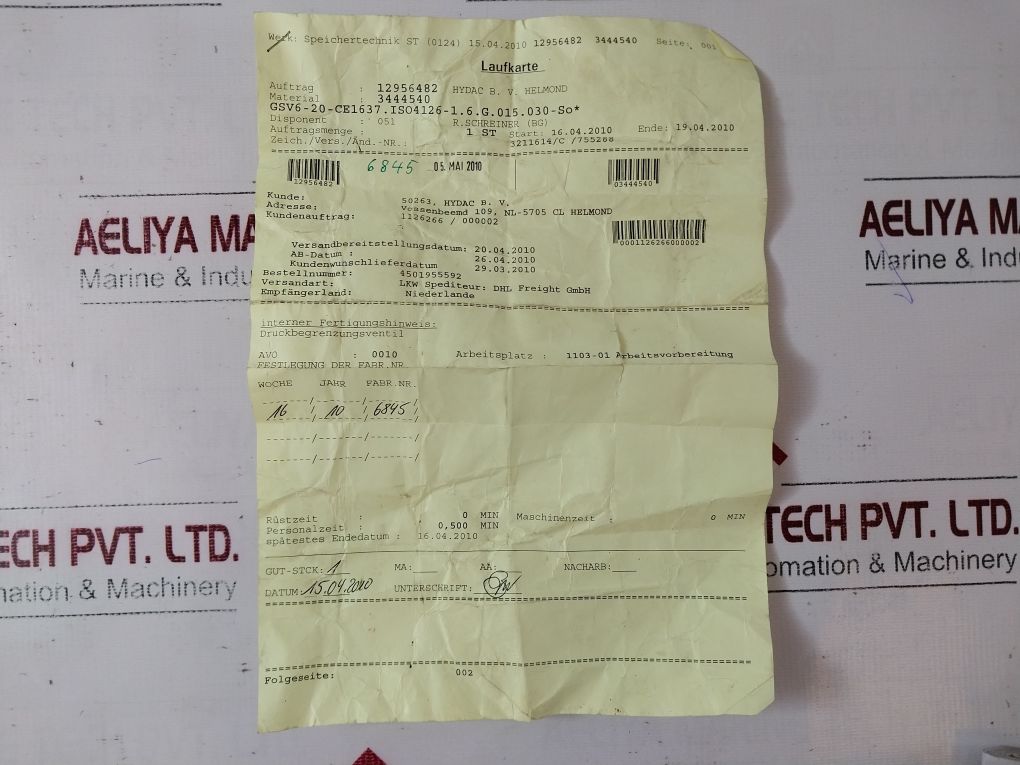 Werk: Speichertechnik ST (0124) 15.04.2010 12956482 3444540 Seite: 001
Laufkarte
Auftrag : 12956482 HYDAC B. V. HELMOND
Material : 3444540
GSV6-20-CE1637.ISO4126-1.6.G.015.030-So*
Disponent : 051 R.SCHREINER (BG)
Auftragsmenge : 1 ST Start: 16.04.2010 Ende: 19.04.2010
Zeich./Vers./Änd.-NR.: 3211614/C /755268
6845 05. MAI 2010
12956482 03444540
Kunde: 50263, HYDAC B. V.
Adresse: Vossenbeemd 109, NL-5705 CL HELMOND
Kundenauftrag: 1126266 / 000002
0001126266000002
Versandbereitstellungsdatum: 20.04.2010
AB-Datum : 26.04.2010
Kundenwunschlieferdatum 29.03.2010
Bestellnummer: 4501955592
Versandart: LKW Spediteur: DHL Freight GmbH
Empfängerland: Niederlande
interner Fertigungshinweis:
Druckbegrenzungsventil
AVO : 0010 Arbeitsplatz : 1103-01 Arbeitsvorbereitung
FESTLEGUNG DER FABR.NR.
WOCHE JAHR FABR.NR.
16 / 10 / 6845 /
Rüstzeit : 0 MIN Maschinenzeit : 0 MIN
Personalzeit : 0,500 MIN
spätestes Endedatum : 16.04.2010
GUT-STCK: 1 MA:___ AA:___ NACHARB:___
DATUM: 15.04.2010 UNTERSCHRIFT:
Folgeseite: 002
AELIYA MA
Marine & Indu
AELIYA M
Marine & Indu
ECH PVT. LTD.
mation & Machinery
TECH PVT. LTD.
omation & Machinery